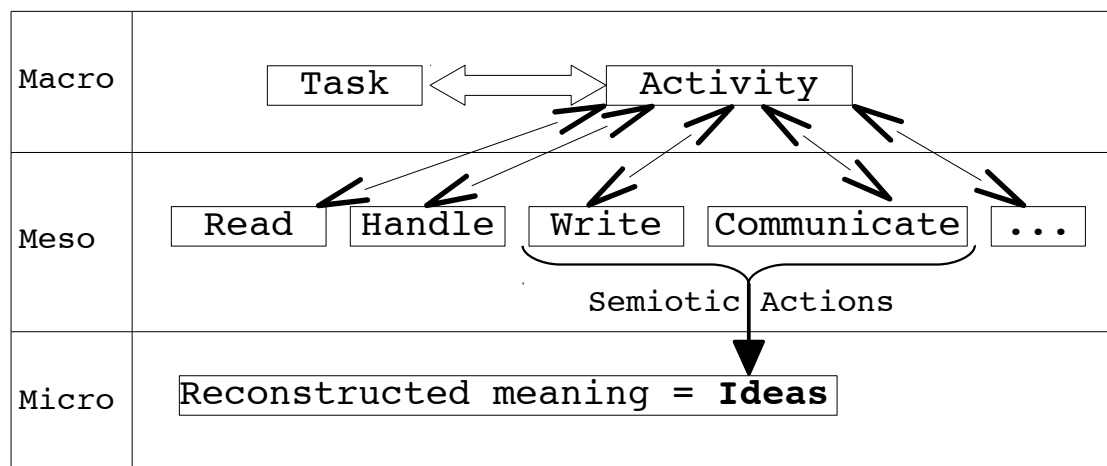 Macro
Task
Activity
Meso
Read
Handle
Write
Communicate
...
Semiotic Actions
Micro
Reconstructed meaning = Ideas